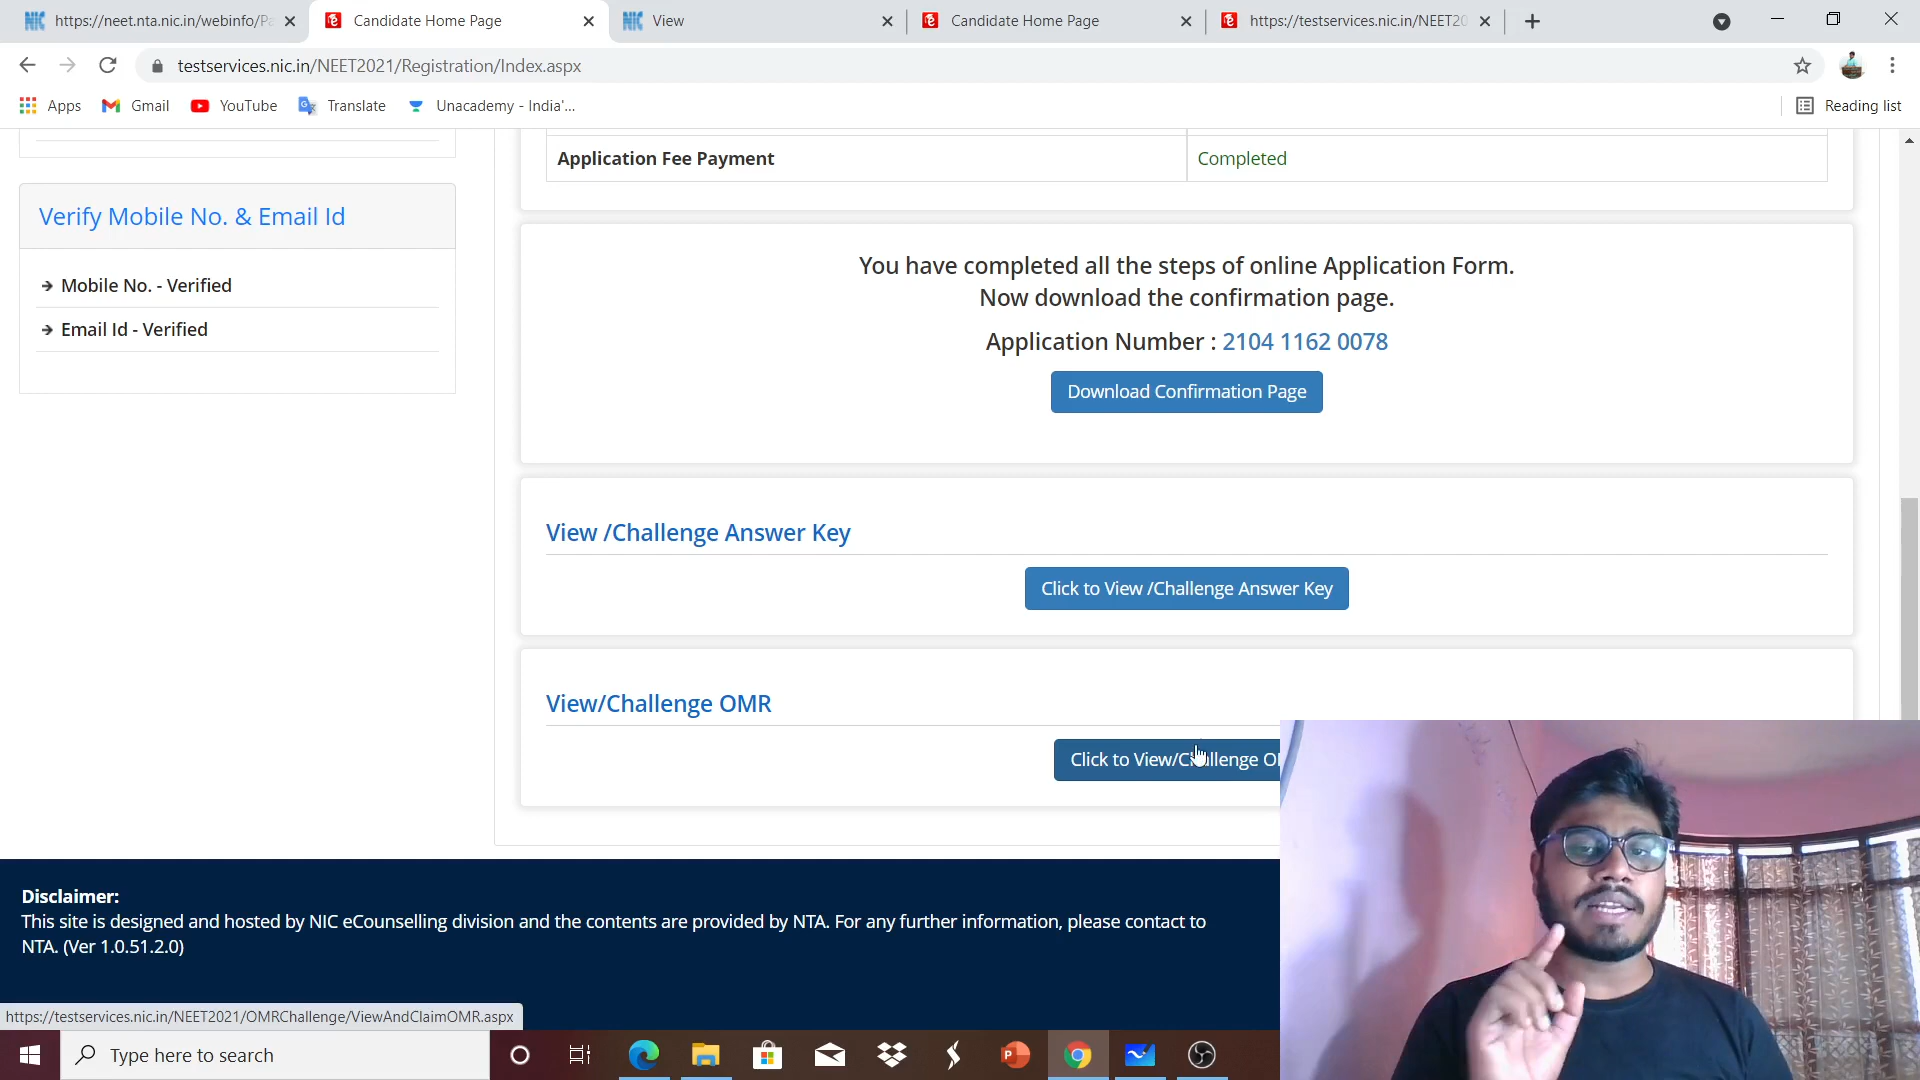 https://neet.nta.nic.in/webinfo/Pa
Candidate Home Page
View
Candidate Home Page
https://testservices.nic.in/NEET20
testservices.nic.in/NEET2021/Registration/Index.aspx
Apps
Gmail
YouTube
Translate
Unacademy - India'...
Reading list
Application Fee Payment
Completed
Verify Mobile No. & Email Id
Mobile No. - Verified
Email Id - Verified
You have completed all the steps of online Application Form.
Now download the confirmation page.
Application Number : 2104 1162 0078
Download Confirmation Page
View /Challenge Answer Key
Click to View /Challenge Answer Key
View/Challenge OMR
Click to View/Challenge
Disclaimer:
This site is designed and hosted by NIC eCounselling division and the contents are provided by NTA. For any further information, please contact to
NTA. (Ver 1.0.51.2.0)
https://testservices.nic.in/NEET2021/OMRChallenge/ViewAndClaimOMR.aspx
Type here to search